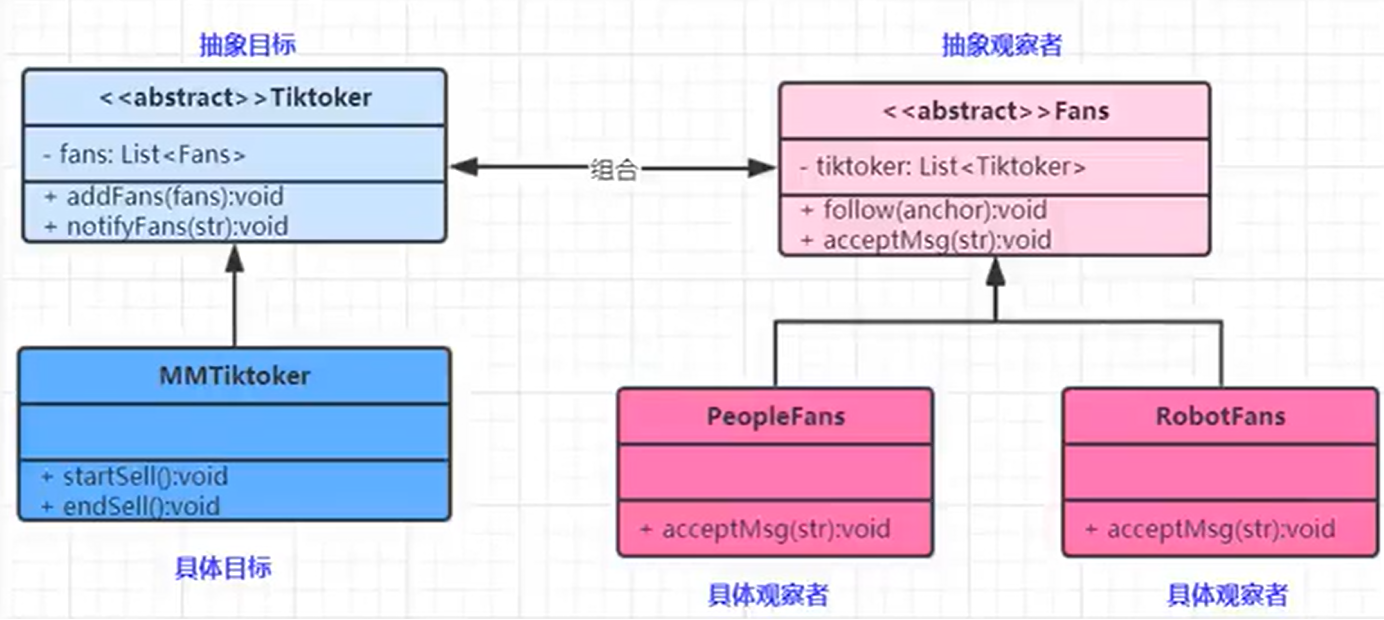 抽象目标
抽象观察者
<<abstract>>Tiktoker
- fans: List<Fans>
+ addFans(fans):void
+ notifyFans(str):void
组合
<<abstract>>Fans
- tiktoker: List<Tiktoker>
+ follow(anchor):void
+ acceptMsg(str):void
MMTiktoker
+ startSell():void
+ endSell():void
具体目标
PeopleFans
+ acceptMsg(str):void
具体观察者
RobotFans
+ acceptMsg(str):void
具体观察者